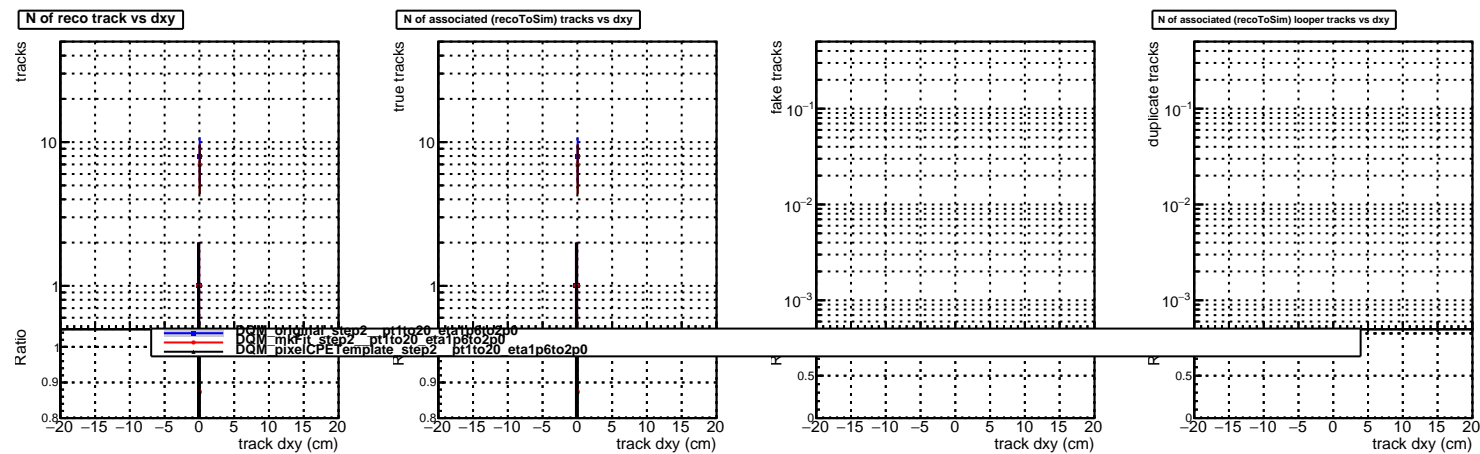 N of reco track vs dxy
tracks
10
1
Ratio
1
0.9
0.8
−20 −15 −10 −5 0 5 10 15 20
track dxy (cm)
N of associated (recoToSim) tracks vs dxy
true tracks
10
1
0.9
0.8
−20 −15 −10 −5 0 5 10 15 20
track dxy (cm)
fake tracks
10−1
10−2
10−3
0.5
0
−20 −15 −10 −5 0 5 10 15 20
track dxy (cm)
N of associated (recoToSim) looper tracks vs dxy
duplicate tracks
10−1
10−2
10−3
0.5
0
−20 −15 −10 −5 0 5 10 15 20
track dxy (cm)
DQM_original_step2__pt1to20_eta1p6to2p0
DQM_mkFit_step2__pt1to20_eta1p6to2p0
DQM_pixelCPETemplate_step2__pt1to20_eta1p6to2p0